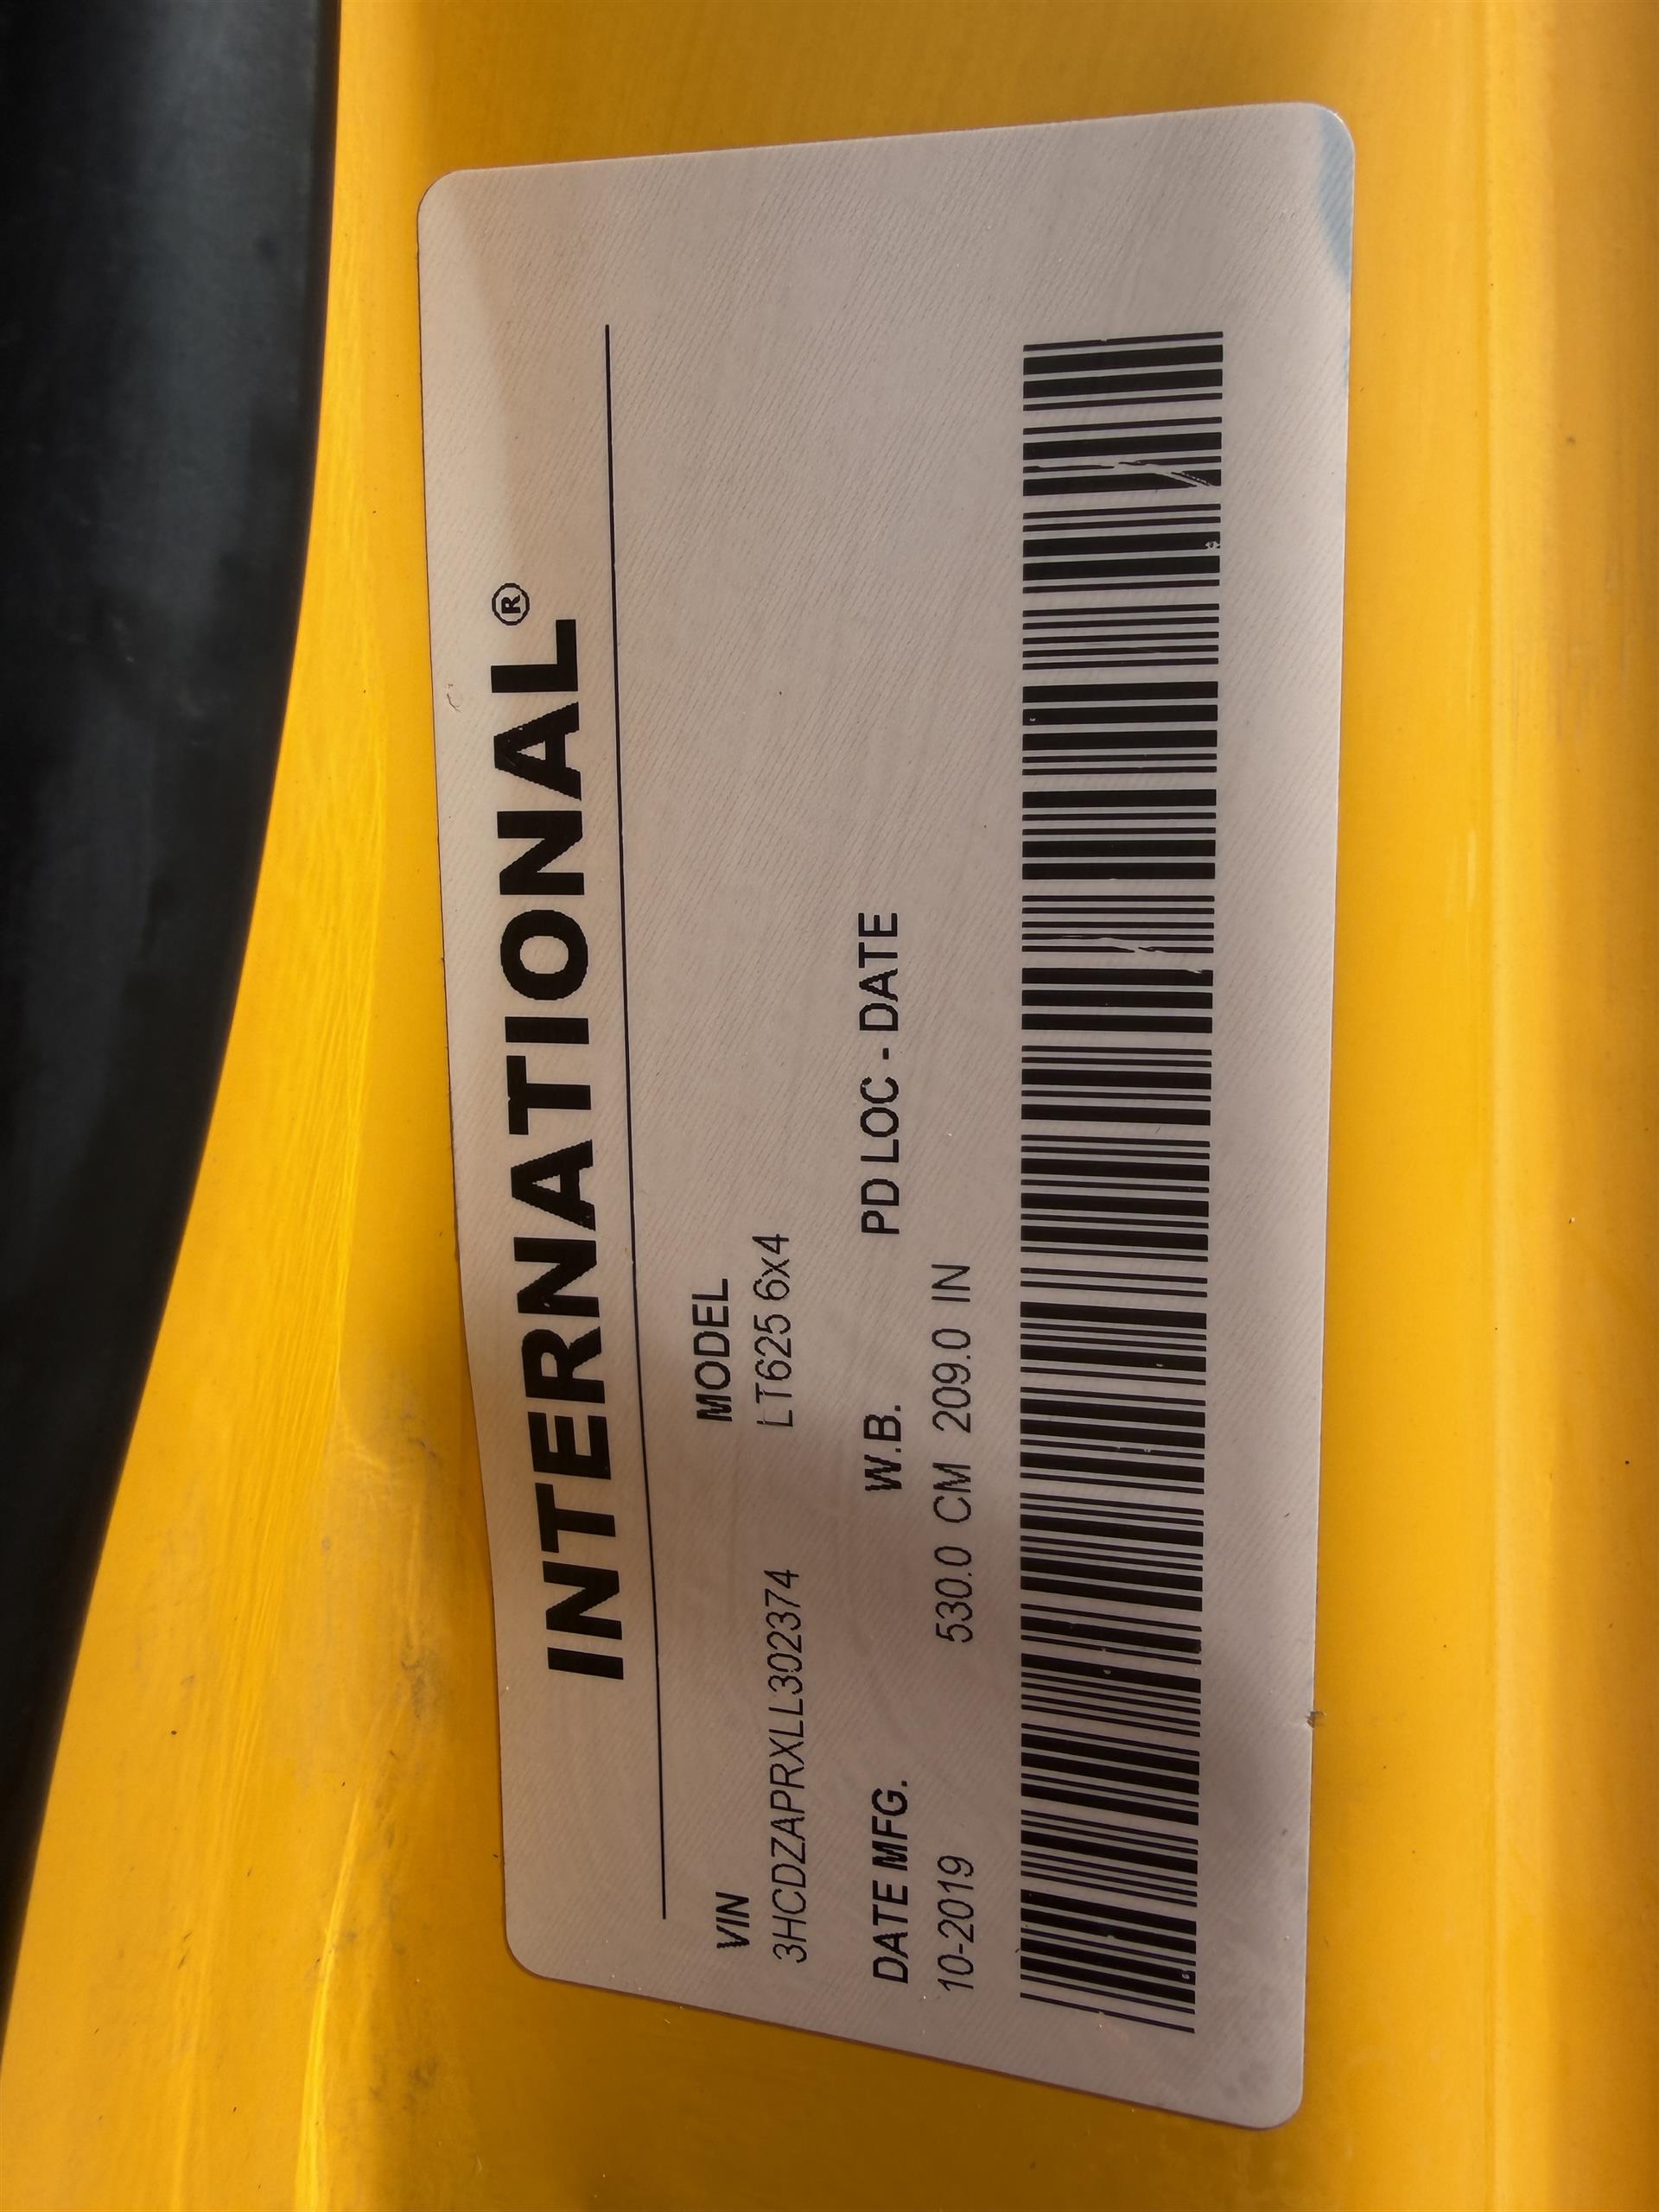 INTERNATIONAL®
VIN MODEL
3HCDZAPRXLL302374 LT625 6x4
DATE MFG. W.B. PD LOC - DATE
10-2019 530.0 CM 209.0 IN